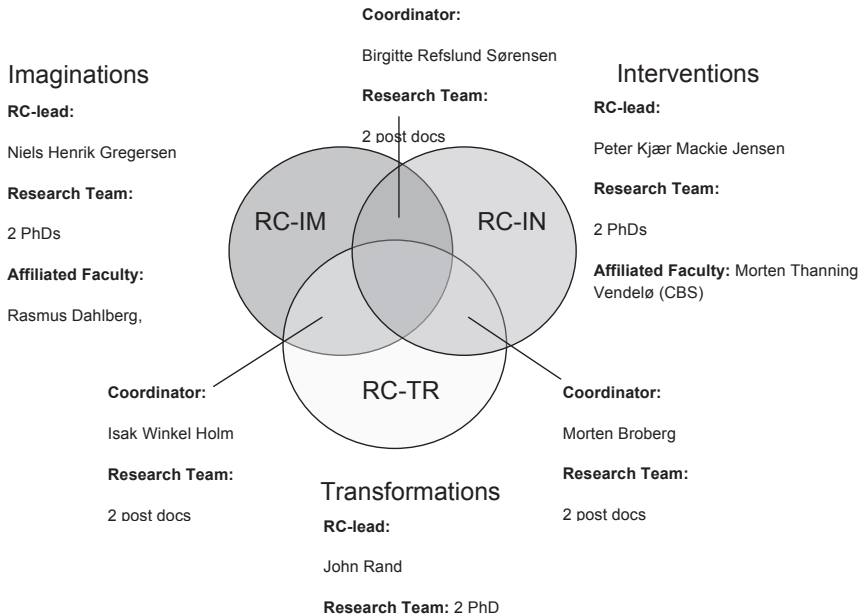 Coordinator:
Birgitte Refslund Sørensen
Research Team:
2 post docs
Imaginations
RC-lead:
Niels Henrik Gregersen
Research Team:
2 PhDs
Affiliated Faculty:
Rasmus Dahlberg,
Interventions
RC-lead:
Peter Kjær Mackie Jensen
Research Team:
2 PhDs
Affiliated Faculty: Morten Thanning
Vendelø (CBS)
RC-IM
RC-IN
RC-TR
Coordinator:
Isak Winkel Holm
Research Team:
2 post docs
Coordinator:
Morten Broberg
Research Team:
2 post docs
Transformations
RC-lead:
John Rand
Research Team: 2 PhD